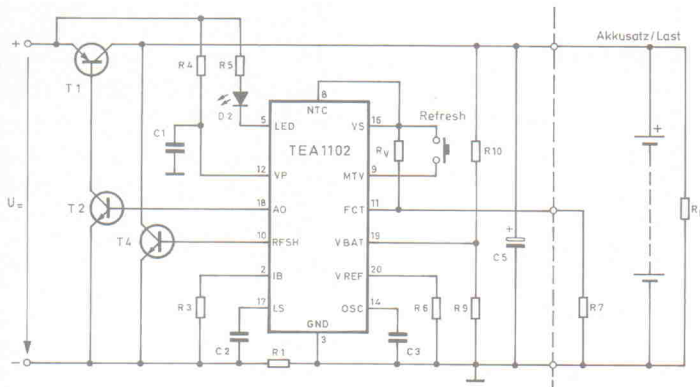 Akkusatz/Last
+
T1
R4
R5
8
NTC
D2
5
LED
VS
16
Refresh
C1
TEA1102
RV
R10
12
VP
MTV
9
+
U=
T2
18
AO
FCT
11
T4
10
RFSH
VBAT
19
+
C5
2
IB
VREF
20
R3
R6
R9
R7
17
LS
OSC
14
C2
R1
GND
3
C3
-